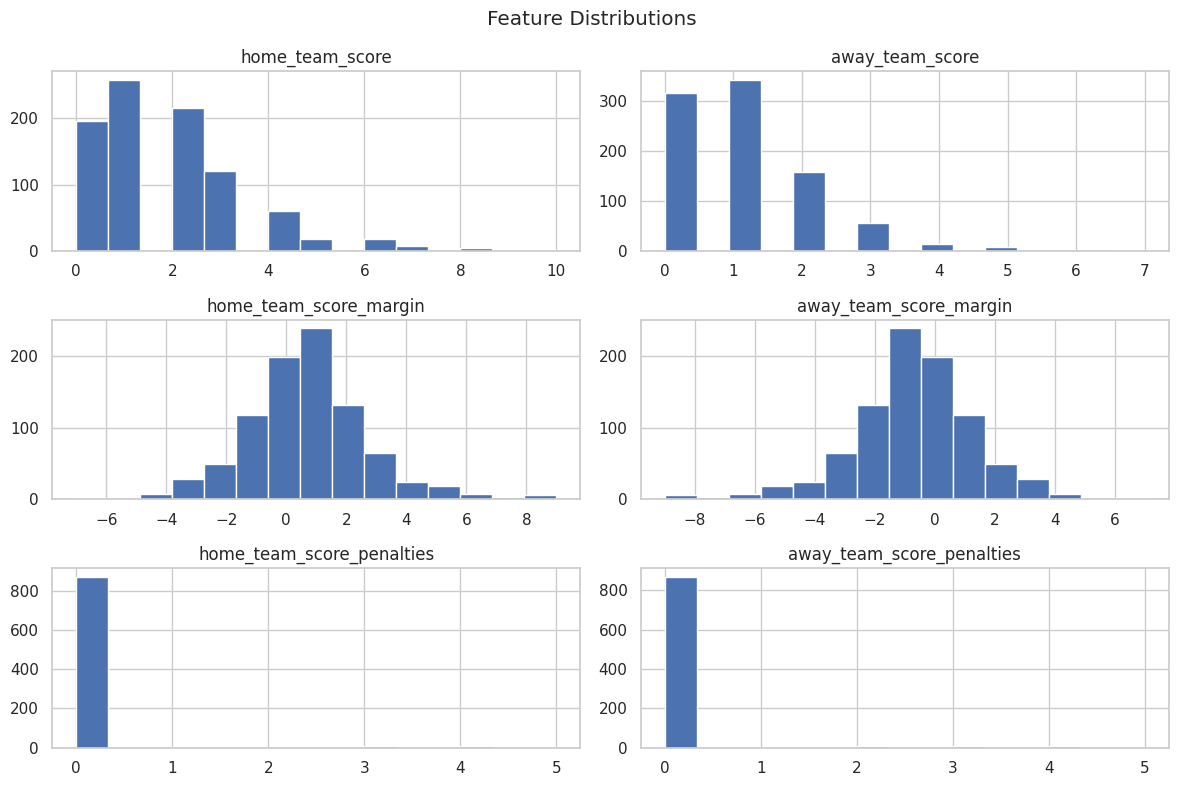 Feature Distributions
home_team_score
200
100
0
0 2 4 6 8 10
away_team_score
300
200
100
0
0 1 2 3 4 5 6 7
home_team_score_margin
200
100
0
−6 −4 −2 0 2 4 6 8
away_team_score_margin
200
100
0
−8 −6 −4 −2 0 2 4 6
home_team_score_penalties
800
600
400
200
0
0 1 2 3 4 5
away_team_score_penalties
800
600
400
200
0
0 1 2 3 4 5